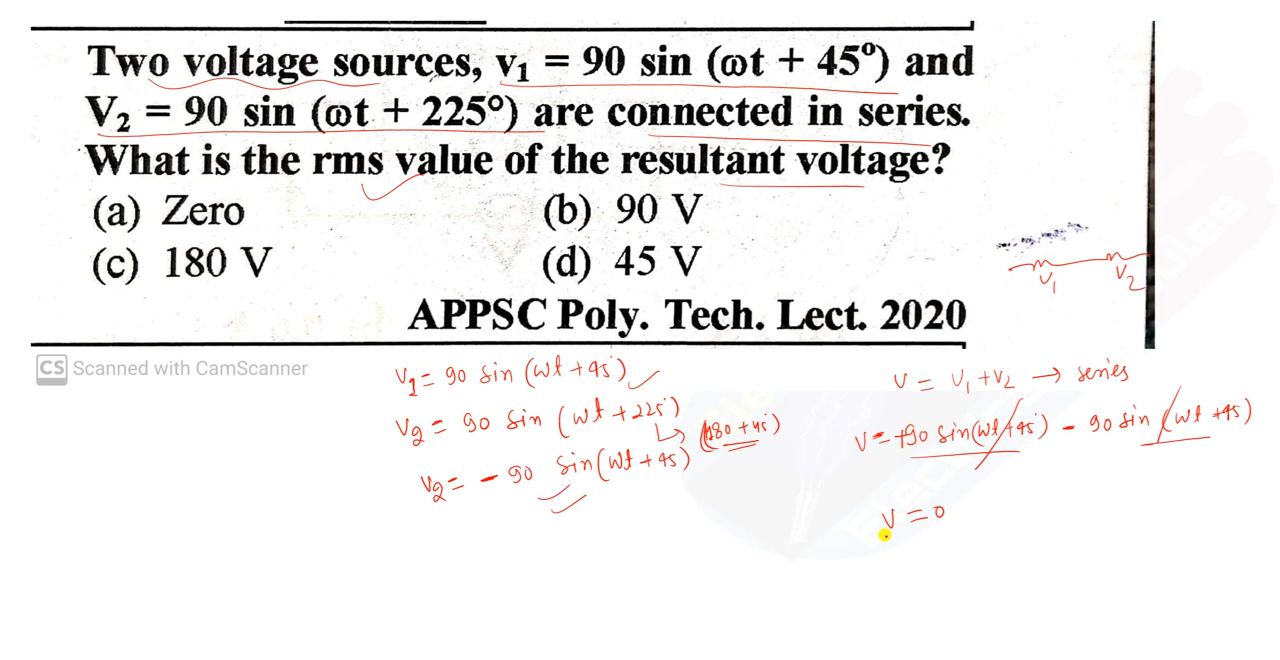 Two voltage sources, v₁ = 90 sin (ωt + 45º) and
V₂ = 90 sin (ωt + 225º) are connected in series.
What is the rms value of the resultant voltage?
(a) Zero (b) 90 V
(c) 180 V (d) 45 V
APPSC Poly. Tech. Lect. 2020
V₁ V₂
CS Scanned with CamScanner
V₁ = 90 sin (ωt + 45)
V₂ = 90 sin (ωt + 225)
(180 + 45)
V₂ = - 90 sin (ωt + 45)
V = V₁ + V₂ → series
V = +90 sin(ωt + 45) - 90 sin (ωt + 45)
V = 0